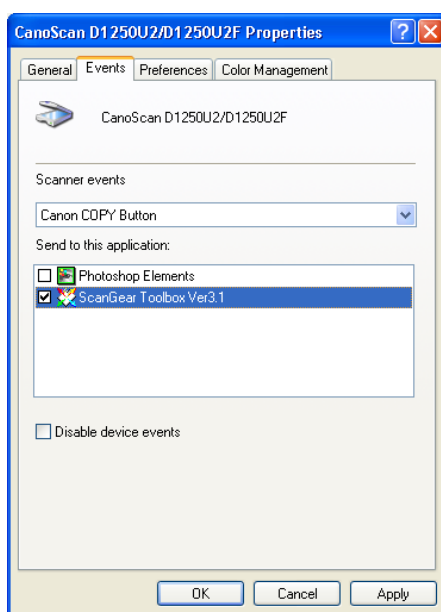 CanoScan D1250U2/D1250U2F Properties
General Events Preferences Color Management
CanoScan D1250U2/D1250U2F
Scanner events
Canon COPY Button
Send to this application:
Photoshop Elements
ScanGear Toolbox Ver3.1
Disable device events
OK Cancel Apply